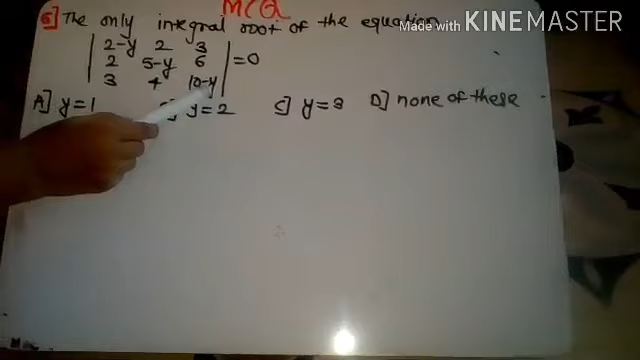 MCQ
Made with KINEMASTER
6] The only integral root of the equation
| 2-y 2 3 |
| 2 5-y 6 | = 0
| 3 4 10-y |
A] y=1 y=2 C] y=3 D] none of these